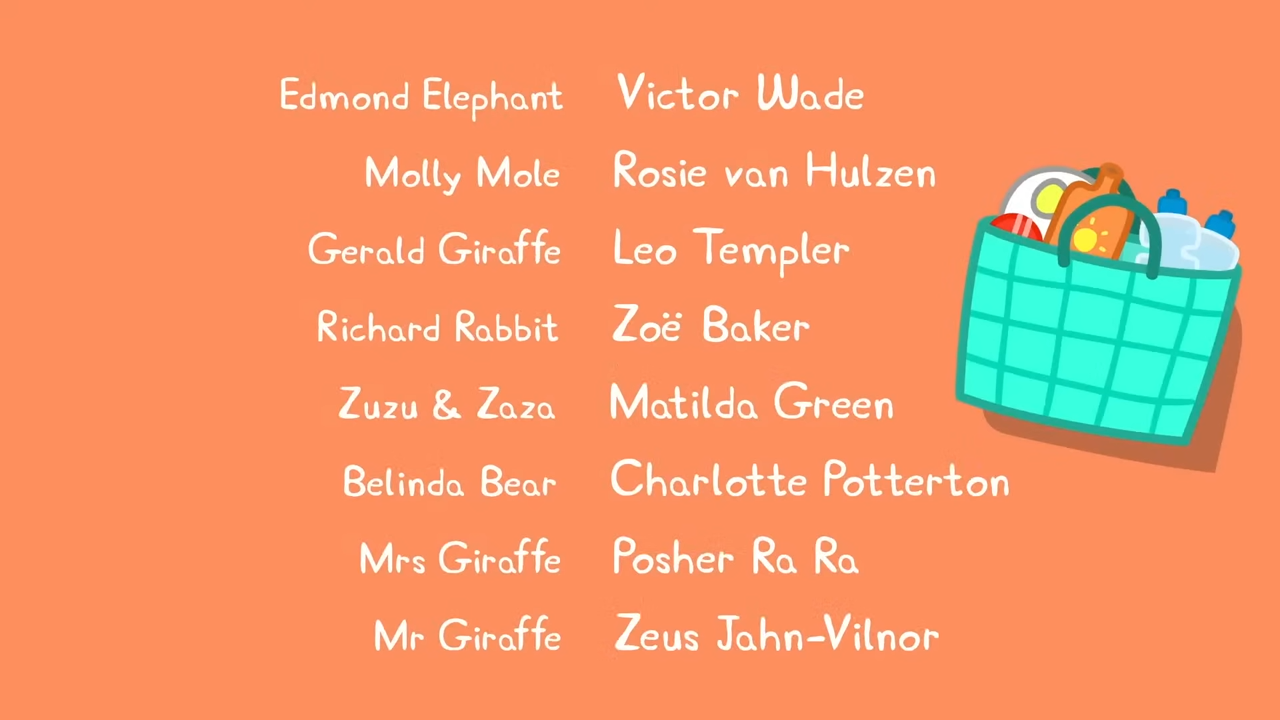 Edmond Elephant Victor Wade
Molly Mole Rosie van Hulzen
Gerald Giraffe Leo Templer
Richard Rabbit Zoë Baker
Zuzu & Zaza Matilda Green
Belinda Bear Charlotte Potterton
Mrs Giraffe Posher Ra Ra
Mr Giraffe Zeus Jahn-Vilnor